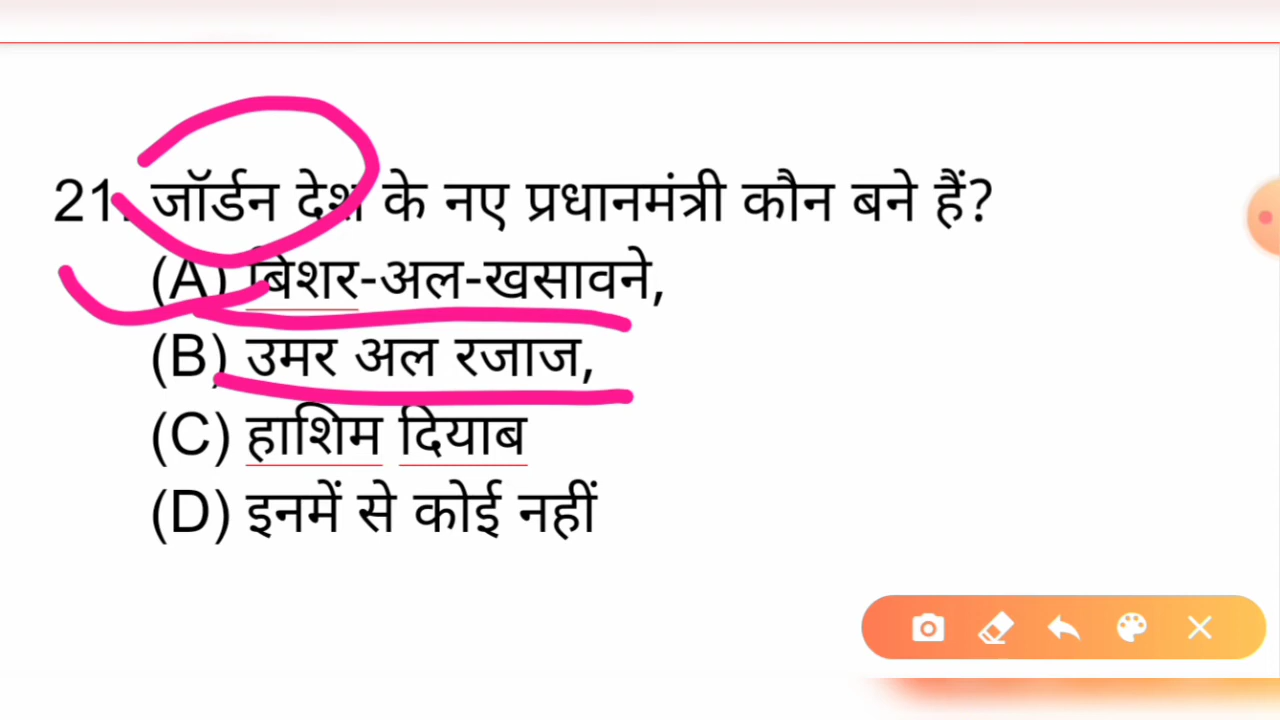 21. जॉर्डन देश के नए प्रधानमंत्री कौन बने हैं?
(A) बिशर-अल-खसावने,
(B) उमर अल रजाज,
(C) हाशिम दियाब
(D) इनमें से कोई नहीं